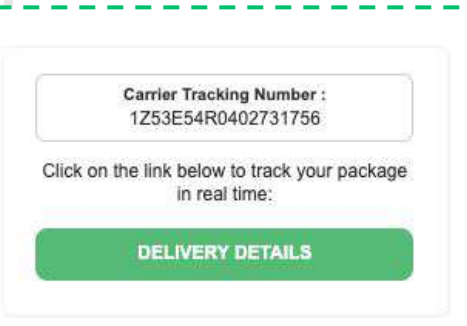 Carrier Tracking Number :
1Z53E54R0402731756
Click on the link below to track your package
in real time:
DELIVERY DETAILS